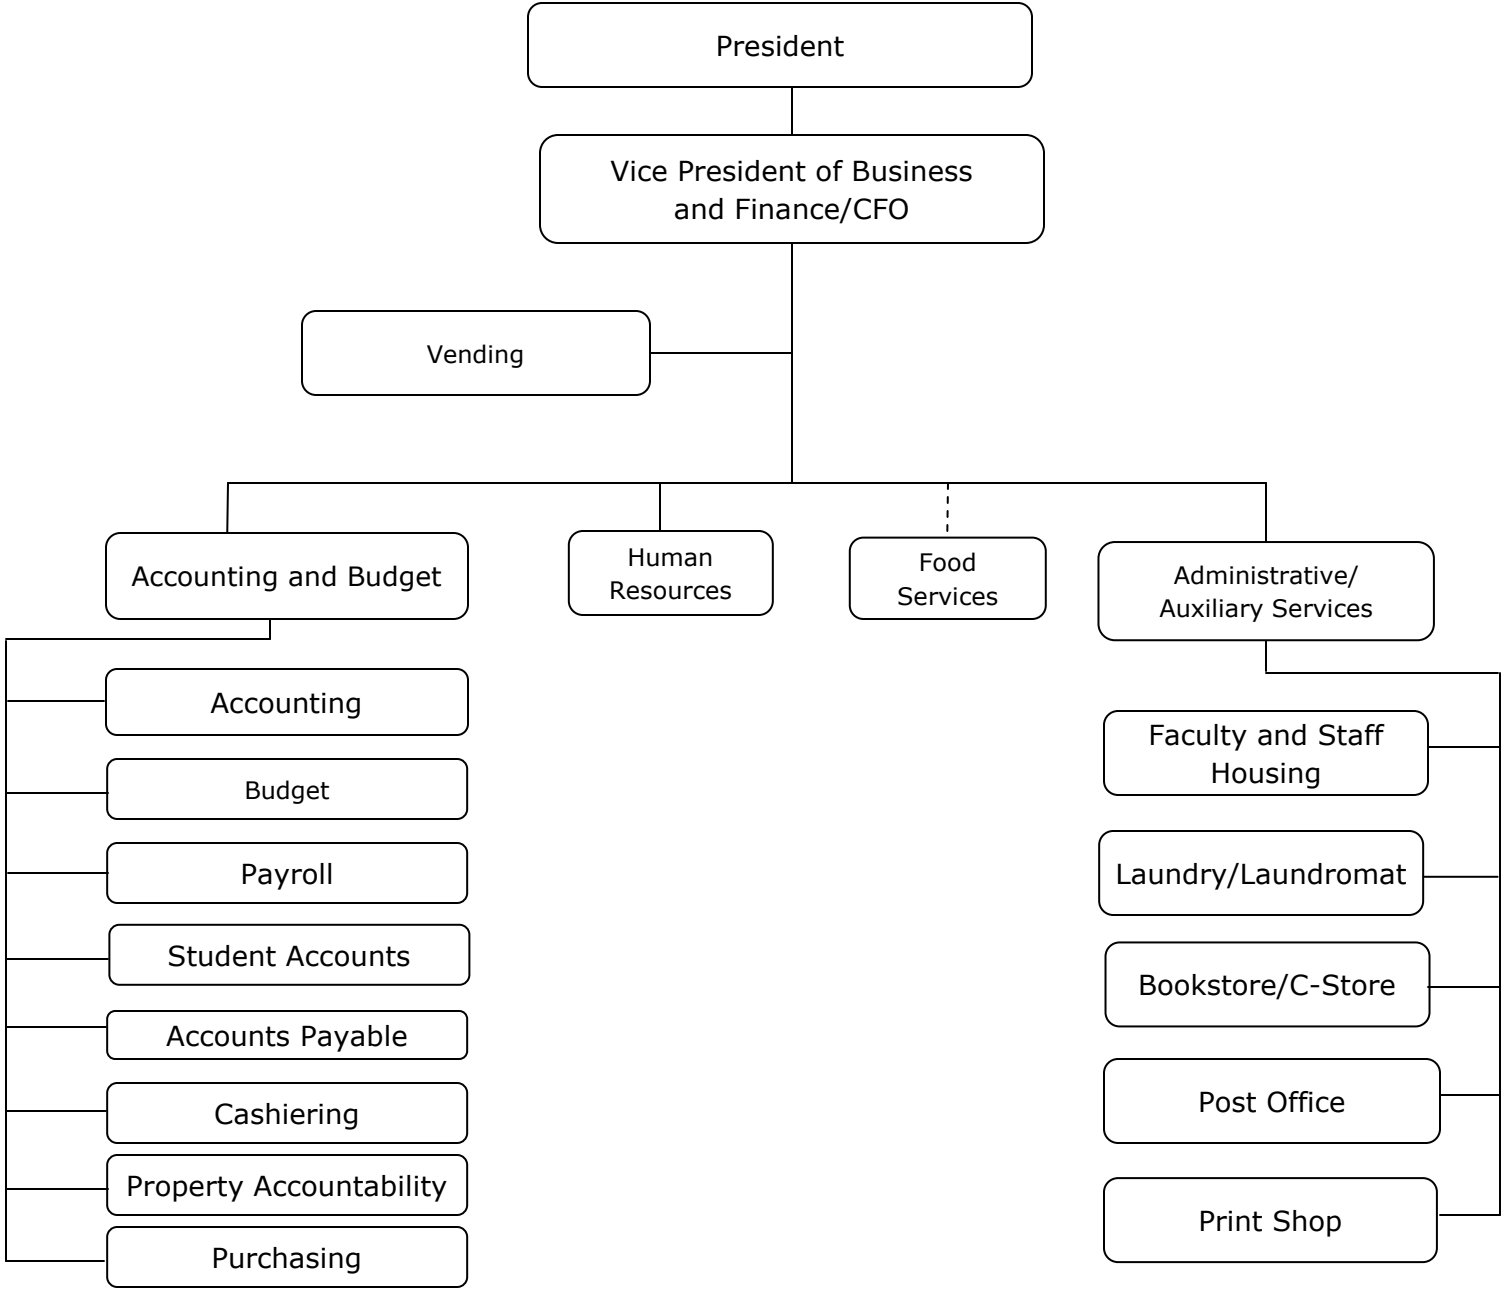 President
Vice President of Business
and Finance/CFO
Vending
Accounting and Budget
Human
Resources
Food
Services
Administrative/
Auxiliary Services
Accounting
Budget
Payroll
Student Accounts
Accounts Payable
Cashiering
Property Accountability
Purchasing
Faculty and Staff
Housing
Laundry/Laundromat
Bookstore/C-Store
Post Office
Print Shop